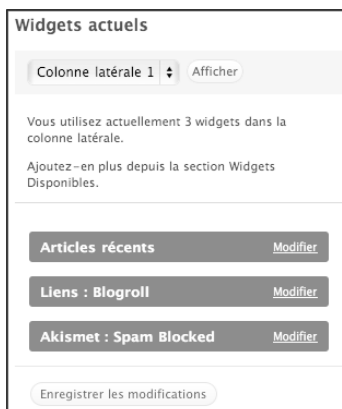 Widgets actuels
Colonne latérale 1 Afficher
Vous utilisez actuellement 3 widgets dans la
colonne latérale.
Ajoutez-en plus depuis la section Widgets
Disponibles.
Articles récents Modifier
Liens : Blogroll Modifier
Akismet : Spam Blocked Modifier
Enregistrer les modifications